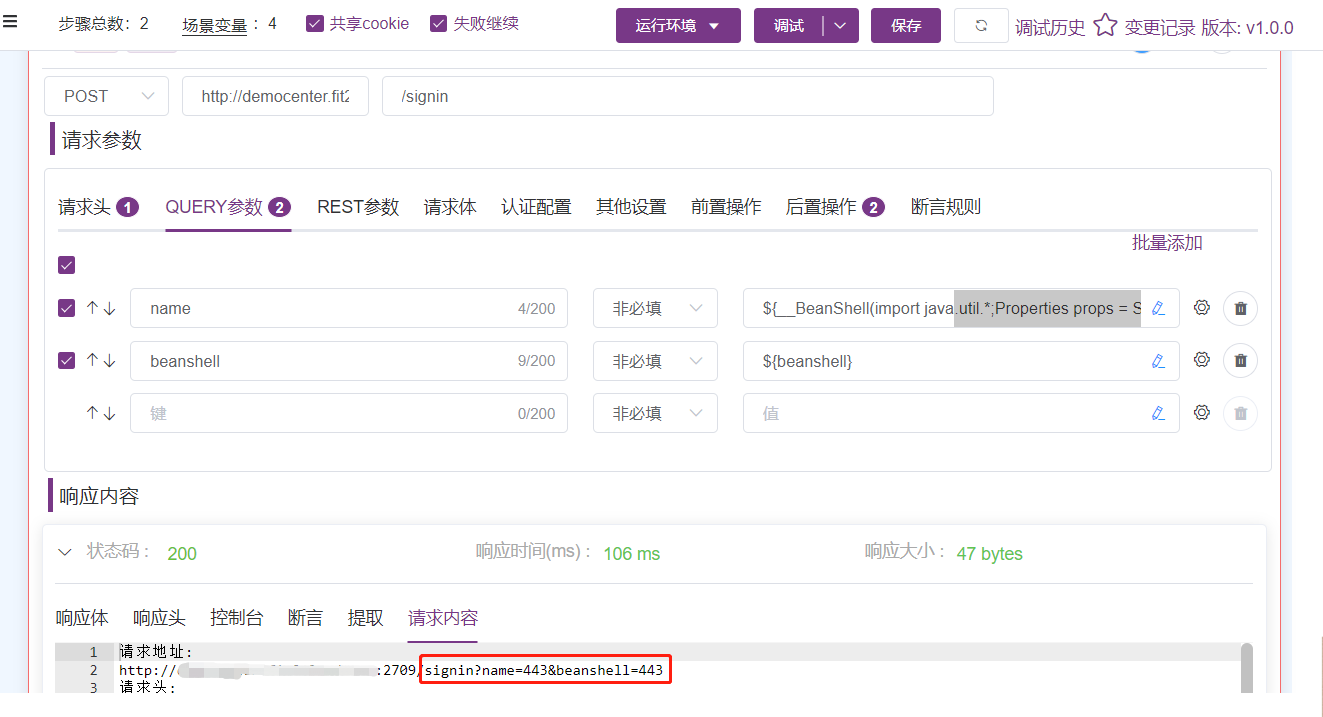 步骤总数: 2 场景变量 : 4 共享cookie 失败继续 运行环境 调试 保存 调试历史 变更记录 版本: v1.0.0
POST http://democenter.fit2 /signin
请求参数
请求头 1 QUERY参数 2 REST参数 请求体 认证配置 其他设置 前置操作 后置操作 2 断言规则
批量添加
name 4/200 非必填 ${__BeanShell(import java.util.*;Properties props = S
beanshell 9/200 非必填 ${beanshell}
键 0/200 非必填 值
响应内容
状态码 : 200 响应时间(ms) : 106 ms 响应大小 : 47 bytes
响应体 响应头 控制台 断言 提取 请求内容
1 请求地址:
2 http:// :2709/signin?name=443&beanshell=443
3 请求头: